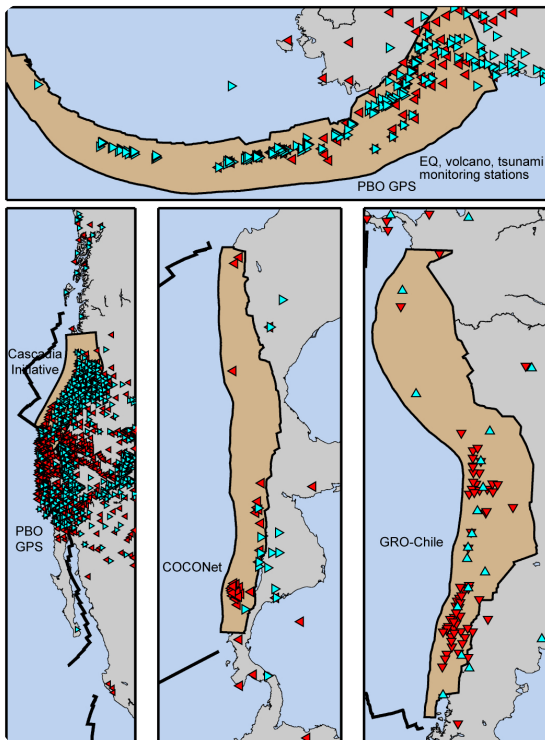 EQ, volcano, tsunami
monitoring stations
PBO GPS
Cascadia
Initiative
PBO
GPS
COCONet
GRO-Chile